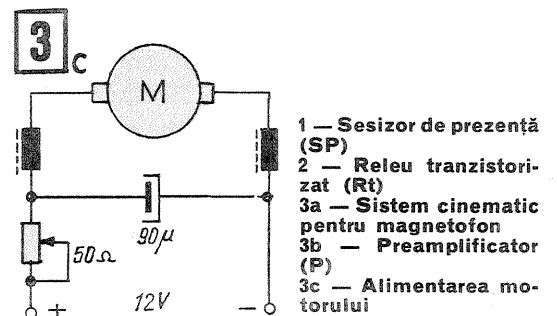 3
c
M
50Ω
90µ
+ 12V −
1 — Sesizor de prezență
(SP)
2 — Releu tranzistori-
zat (Rt)
3a — Sistem cinematic
pentru magnetofon
3b — Preamplificator
(P)
3c — Alimentarea mo-
torului